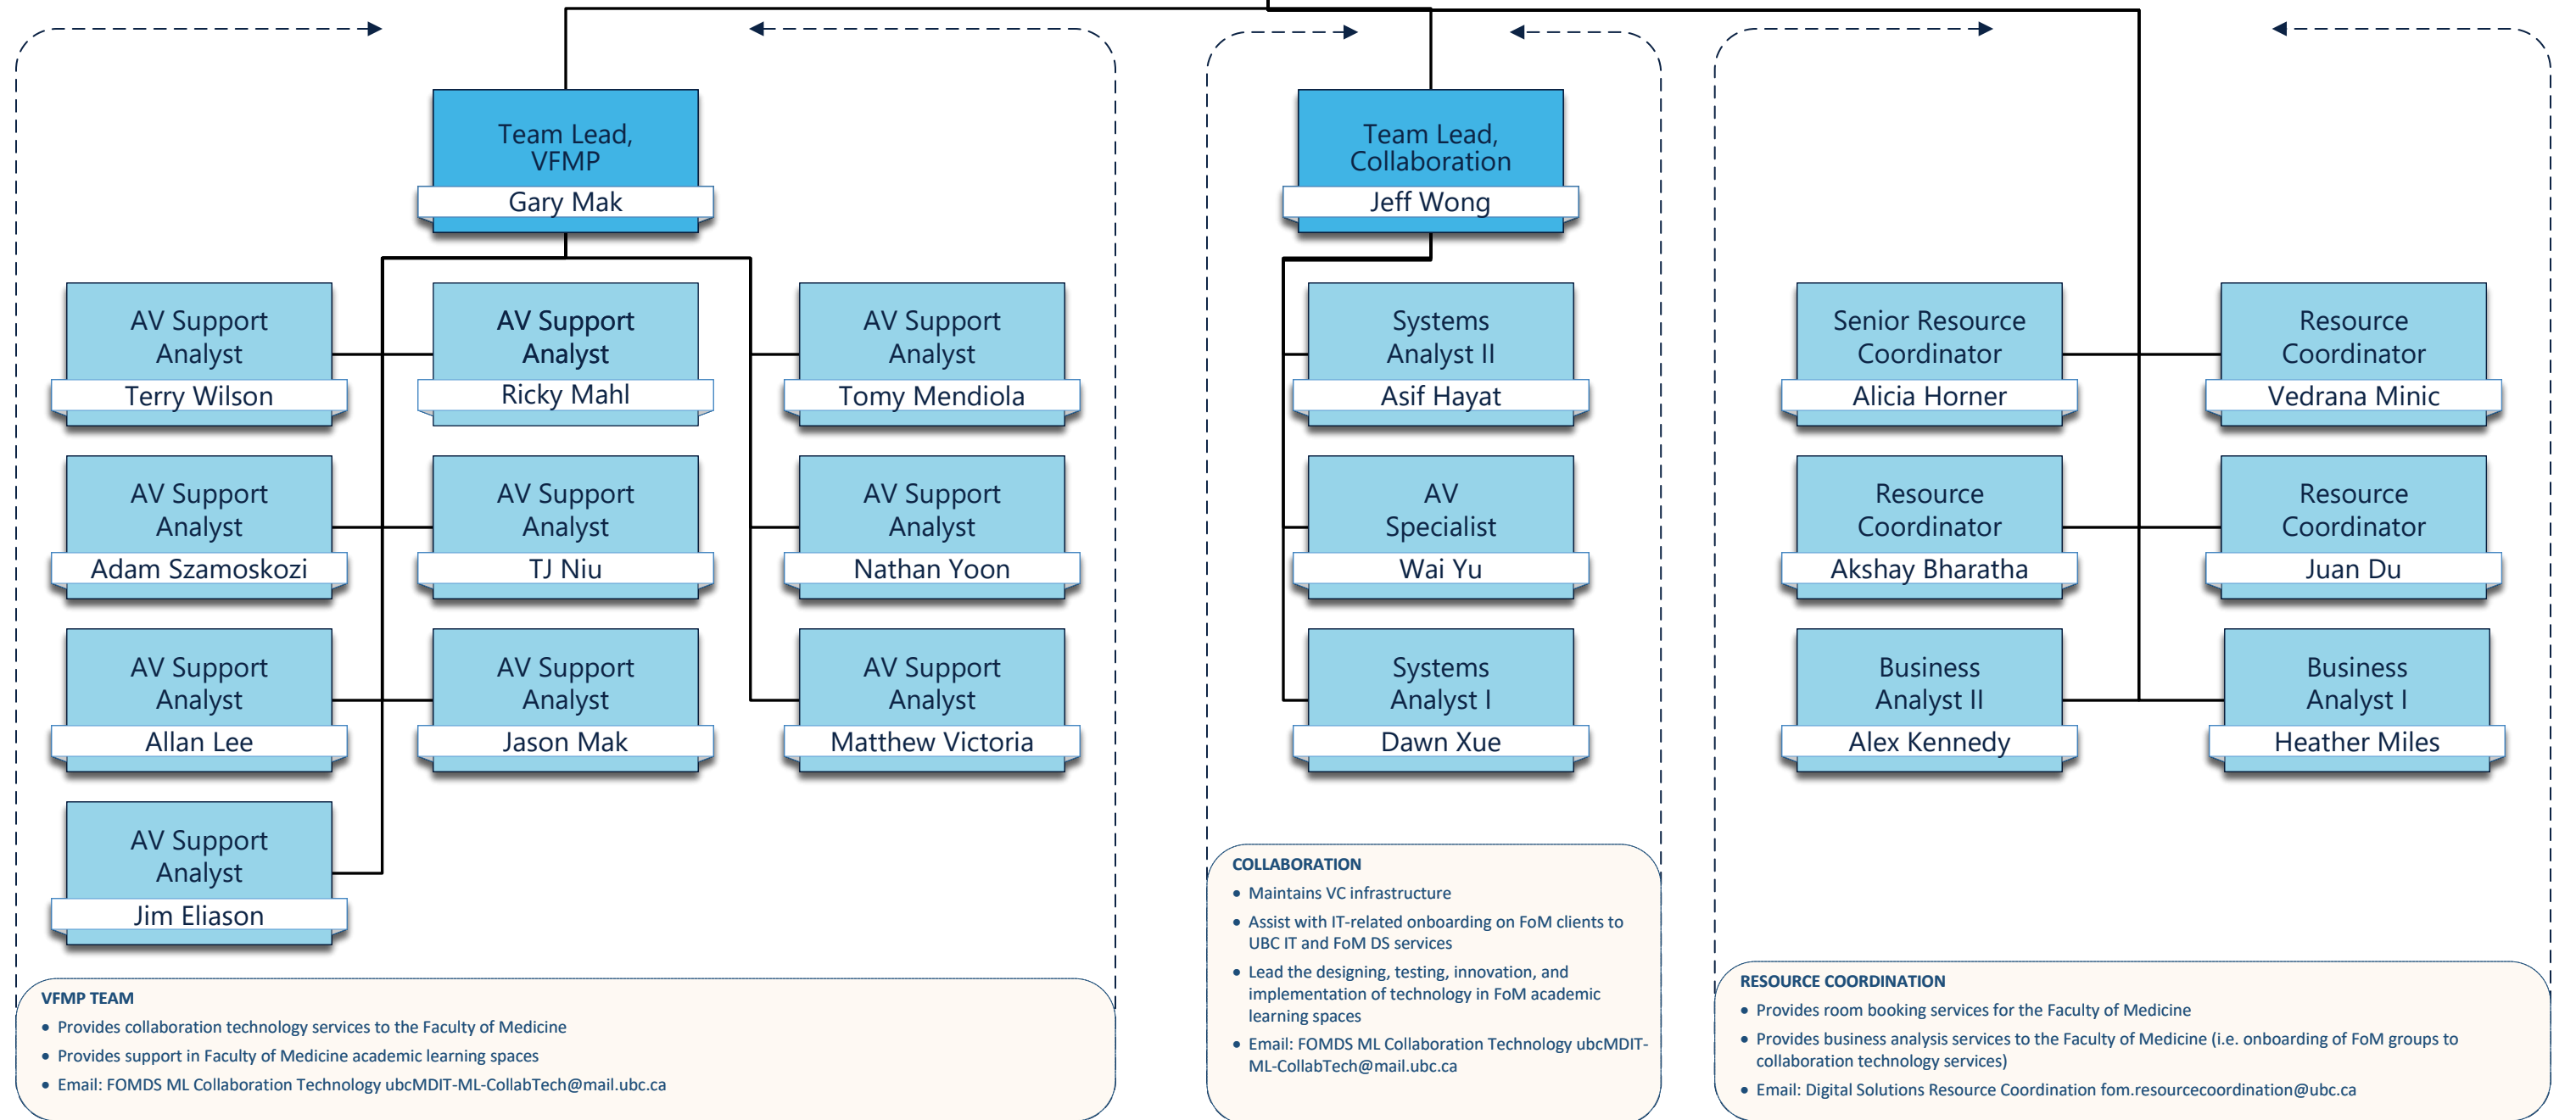 Team Lead,
VFMP
Gary Mak
Team Lead,
Collaboration
Jeff Wong
AV Support
Analyst
Terry Wilson
AV Support
Analyst
Ricky Mahl
AV Support
Analyst
Tomy Mendiola
Systems
Analyst II
Asif Hayat
Senior Resource
Coordinator
Alicia Horner
Resource
Coordinator
Vedrana Minic
AV Support
Analyst
Adam Szamoskozi
AV Support
Analyst
TJ Niu
AV Support
Analyst
Nathan Yoon
AV
Specialist
Wai Yu
Resource
Coordinator
Akshay Bharatha
Resource
Coordinator
Juan Du
AV Support
Analyst
Allan Lee
AV Support
Analyst
Jason Mak
AV Support
Analyst
Matthew Victoria
Systems
Analyst I
Dawn Xue
Business
Analyst II
Alex Kennedy
Business
Analyst I
Heather Miles
AV Support
Analyst
Jim Eliason
VFMP TEAM
• Provides collaboration technology services to the Faculty of Medicine
• Provides support in Faculty of Medicine academic learning spaces
• Email: FOMDS ML Collaboration Technology ubcMDIT-ML-CollabTech@mail.ubc.ca
COLLABORATION
• Maintains VC infrastructure
• Assist with IT-related onboarding on FoM clients to
UBC IT and FoM DS services
• Lead the designing, testing, innovation, and
implementation of technology in FoM academic
learning spaces
• Email: FOMDS ML Collaboration Technology ubcMDIT-
ML-CollabTech@mail.ubc.ca
RESOURCE COORDINATION
• Provides room booking services for the Faculty of Medicine
• Provides business analysis services to the Faculty of Medicine (i.e. onboarding of FoM groups to
collaboration technology services)
• Email: Digital Solutions Resource Coordination fom.resourcecoordination@ubc.ca